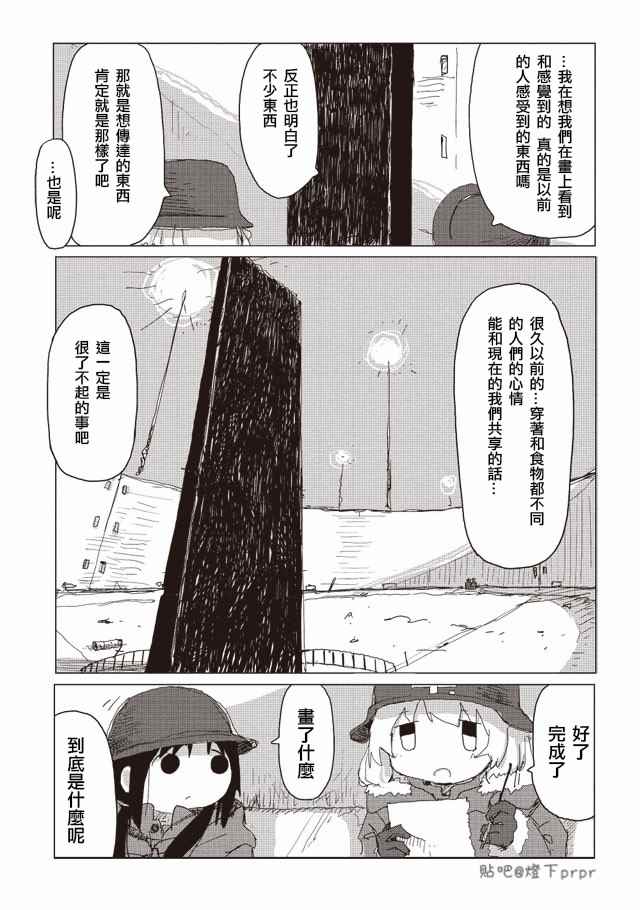 …我在想我們在畫上看到
和感覺到的 真的是以前
的人感受到的東西嗎
反正也明白了
不少東西
那就是想傳達的東西
肯定就是那樣了吧
…也是呢
很久以前的…穿著和食物都不同
的人們的心情
能和現在的我們共享的話…
這一定是
很了不起的事吧
好了
完成了
畫了什麼
到底是什麼呢
貼吧@燈下prpr